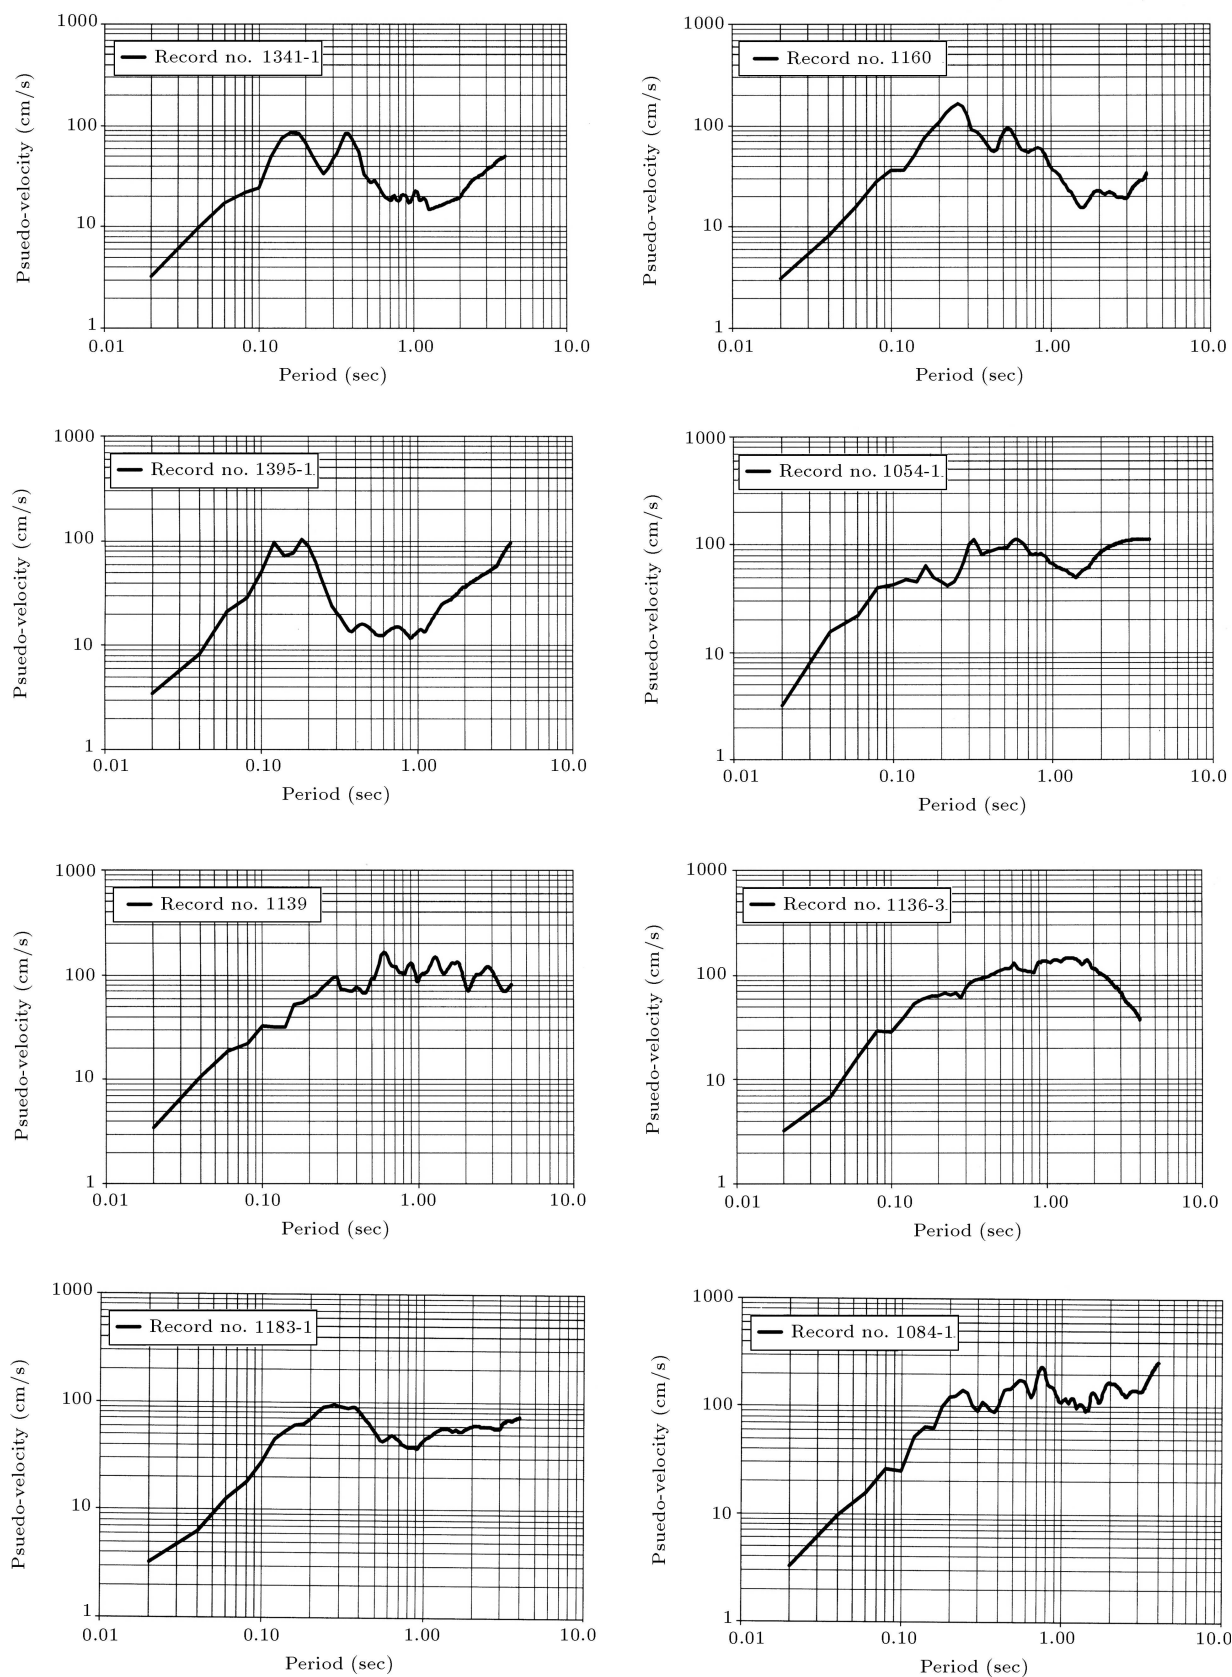 1000
Record no. 1341-1
100
10
1
0.01
0.10
1.00
10.0
Psuedo-velocity (cm/s)
Period (sec)
1000
Record no. 1160
100
10
1
0.01
0.10
1.00
10.0
Psuedo-velocity (cm/s)
Period (sec)
1000
Record no. 1395-1
100
10
1
0.01
0.10
1.00
10.0
Psuedo-velocity (cm/s)
Period (sec)
1000
Record no. 1054-1
100
10
1
0.01
0.10
1.00
10.0
Psuedo-velocity (cm/s)
Period (sec)
1000
Record no. 1139
100
10
1
0.01
0.10
1.00
10.0
Psuedo-velocity (cm/s)
Period (sec)
1000
Record no. 1136-3
100
10
1
0.01
0.10
1.00
10.0
Psuedo-velocity (cm/s)
Period (sec)
1000
Record no. 1183-1
100
10
1
0.01
0.10
1.00
10.0
Psuedo-velocity (cm/s)
Period (sec)
1000
Record no. 1084-1
100
10
1
0.01
0.10
1.00
10.0
Psuedo-velocity (cm/s)
Period (sec)